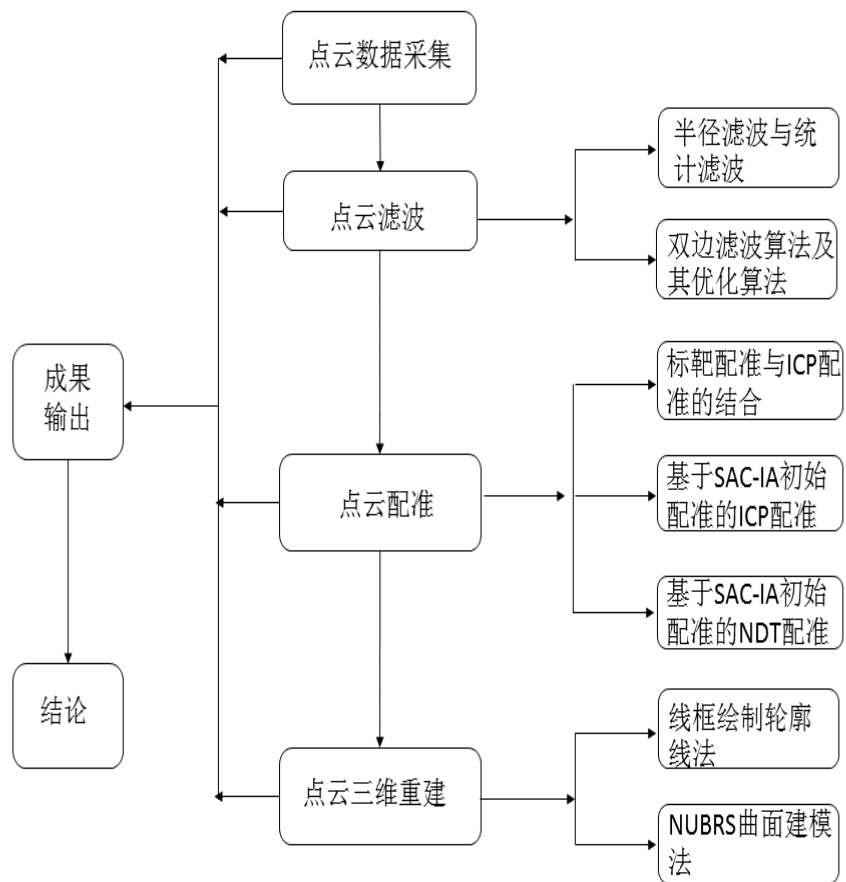 点云数据采集
半径滤波与统
计滤波
点云滤波
双边滤波算法及
其优化算法
成果
输出
标靶配准与ICP配
准的结合
点云配准
基于SAC-IA初始
配准的ICP配准
基于SAC-IA初始
配准的NDT配准
结论
线框绘制轮廓
线法
点云三维重建
NUBRS曲面建模
法